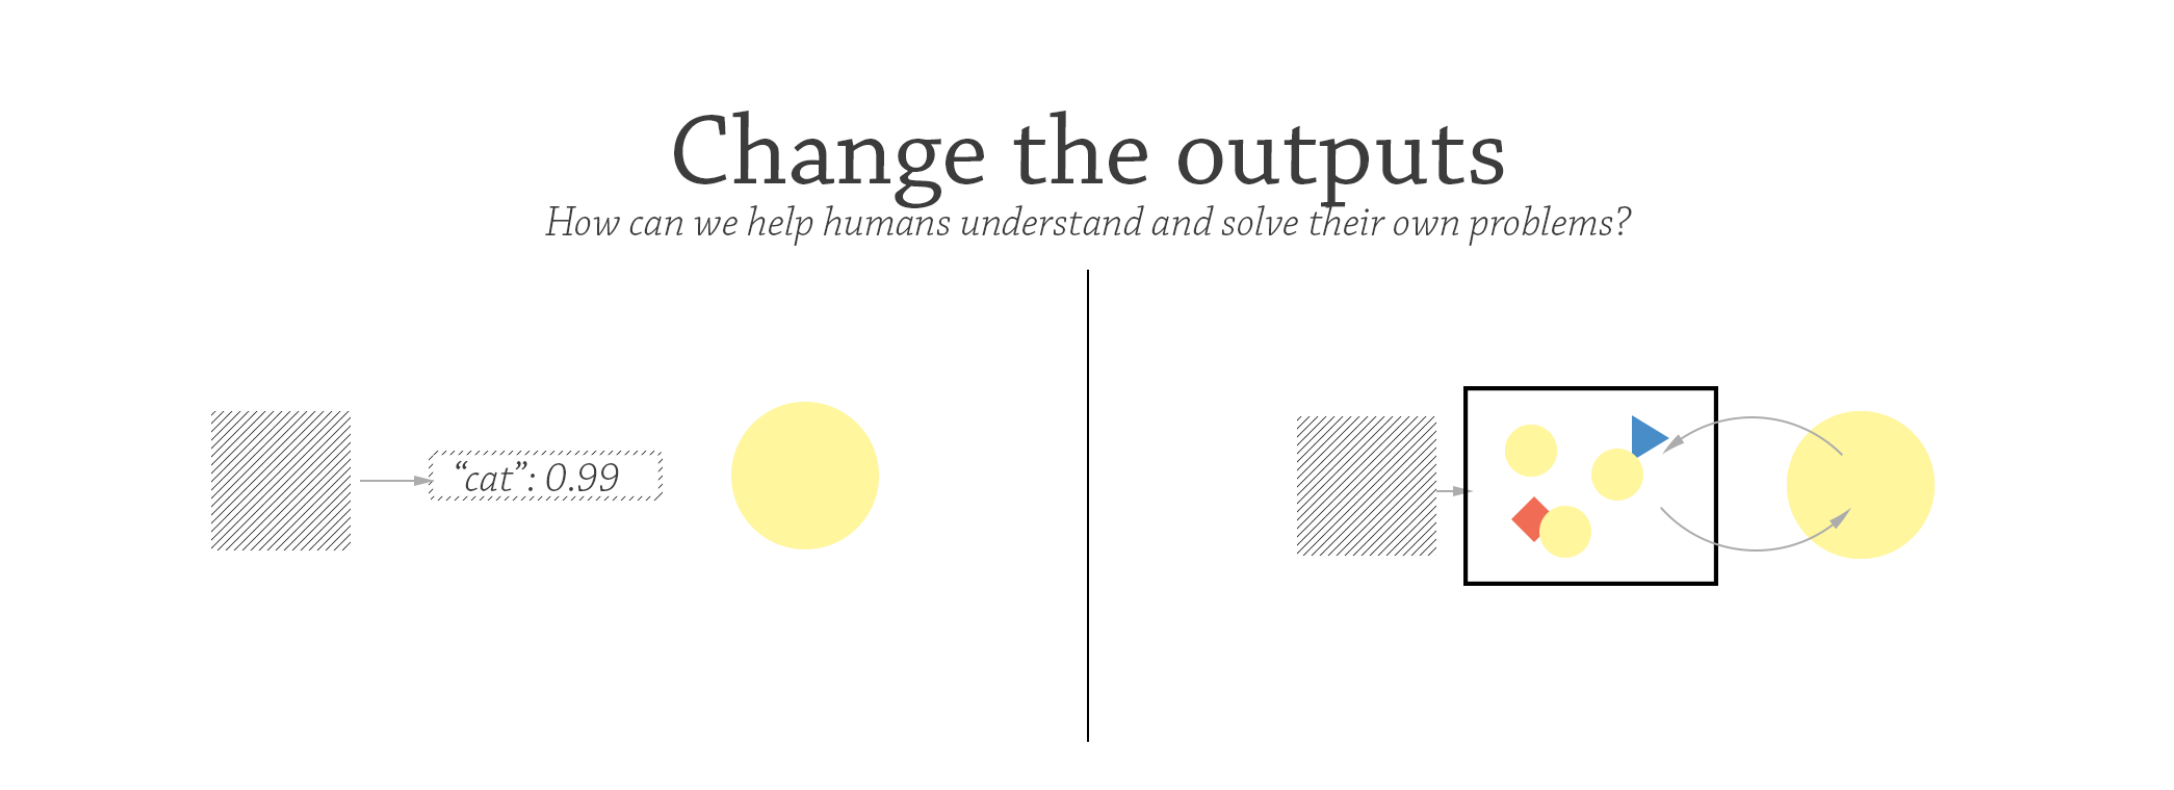 Change the outputs
How can we help humans understand and solve their own problems?
“cat”: 0.99